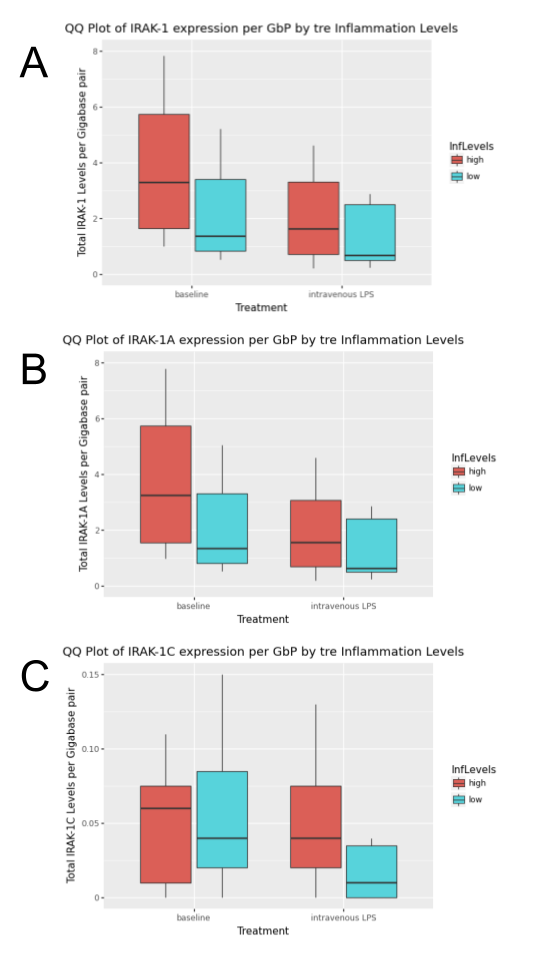 QQ Plot of IRAK-1 expression per GbP by tre Inflammation Levels
A
8
6
4
2
0
Total IRAK-1 Levels per Gigabase pair
baseline
intravenous LPS
Treatment
InfLevels
high
low
QQ Plot of IRAK-1A expression per GbP by tre Inflammation Levels
B
8
6
4
2
0
Total IRAK-1A Levels per Gigabase pair
baseline
intravenous LPS
Treatment
InfLevels
high
low
QQ Plot of IRAK-1C expression per GbP by tre Inflammation Levels
C
0.15
0.10
0.05
0
Total IRAK-1C Levels per Gigabase pair
baseline
intravenous LPS
Treatment
InfLevels
high
low